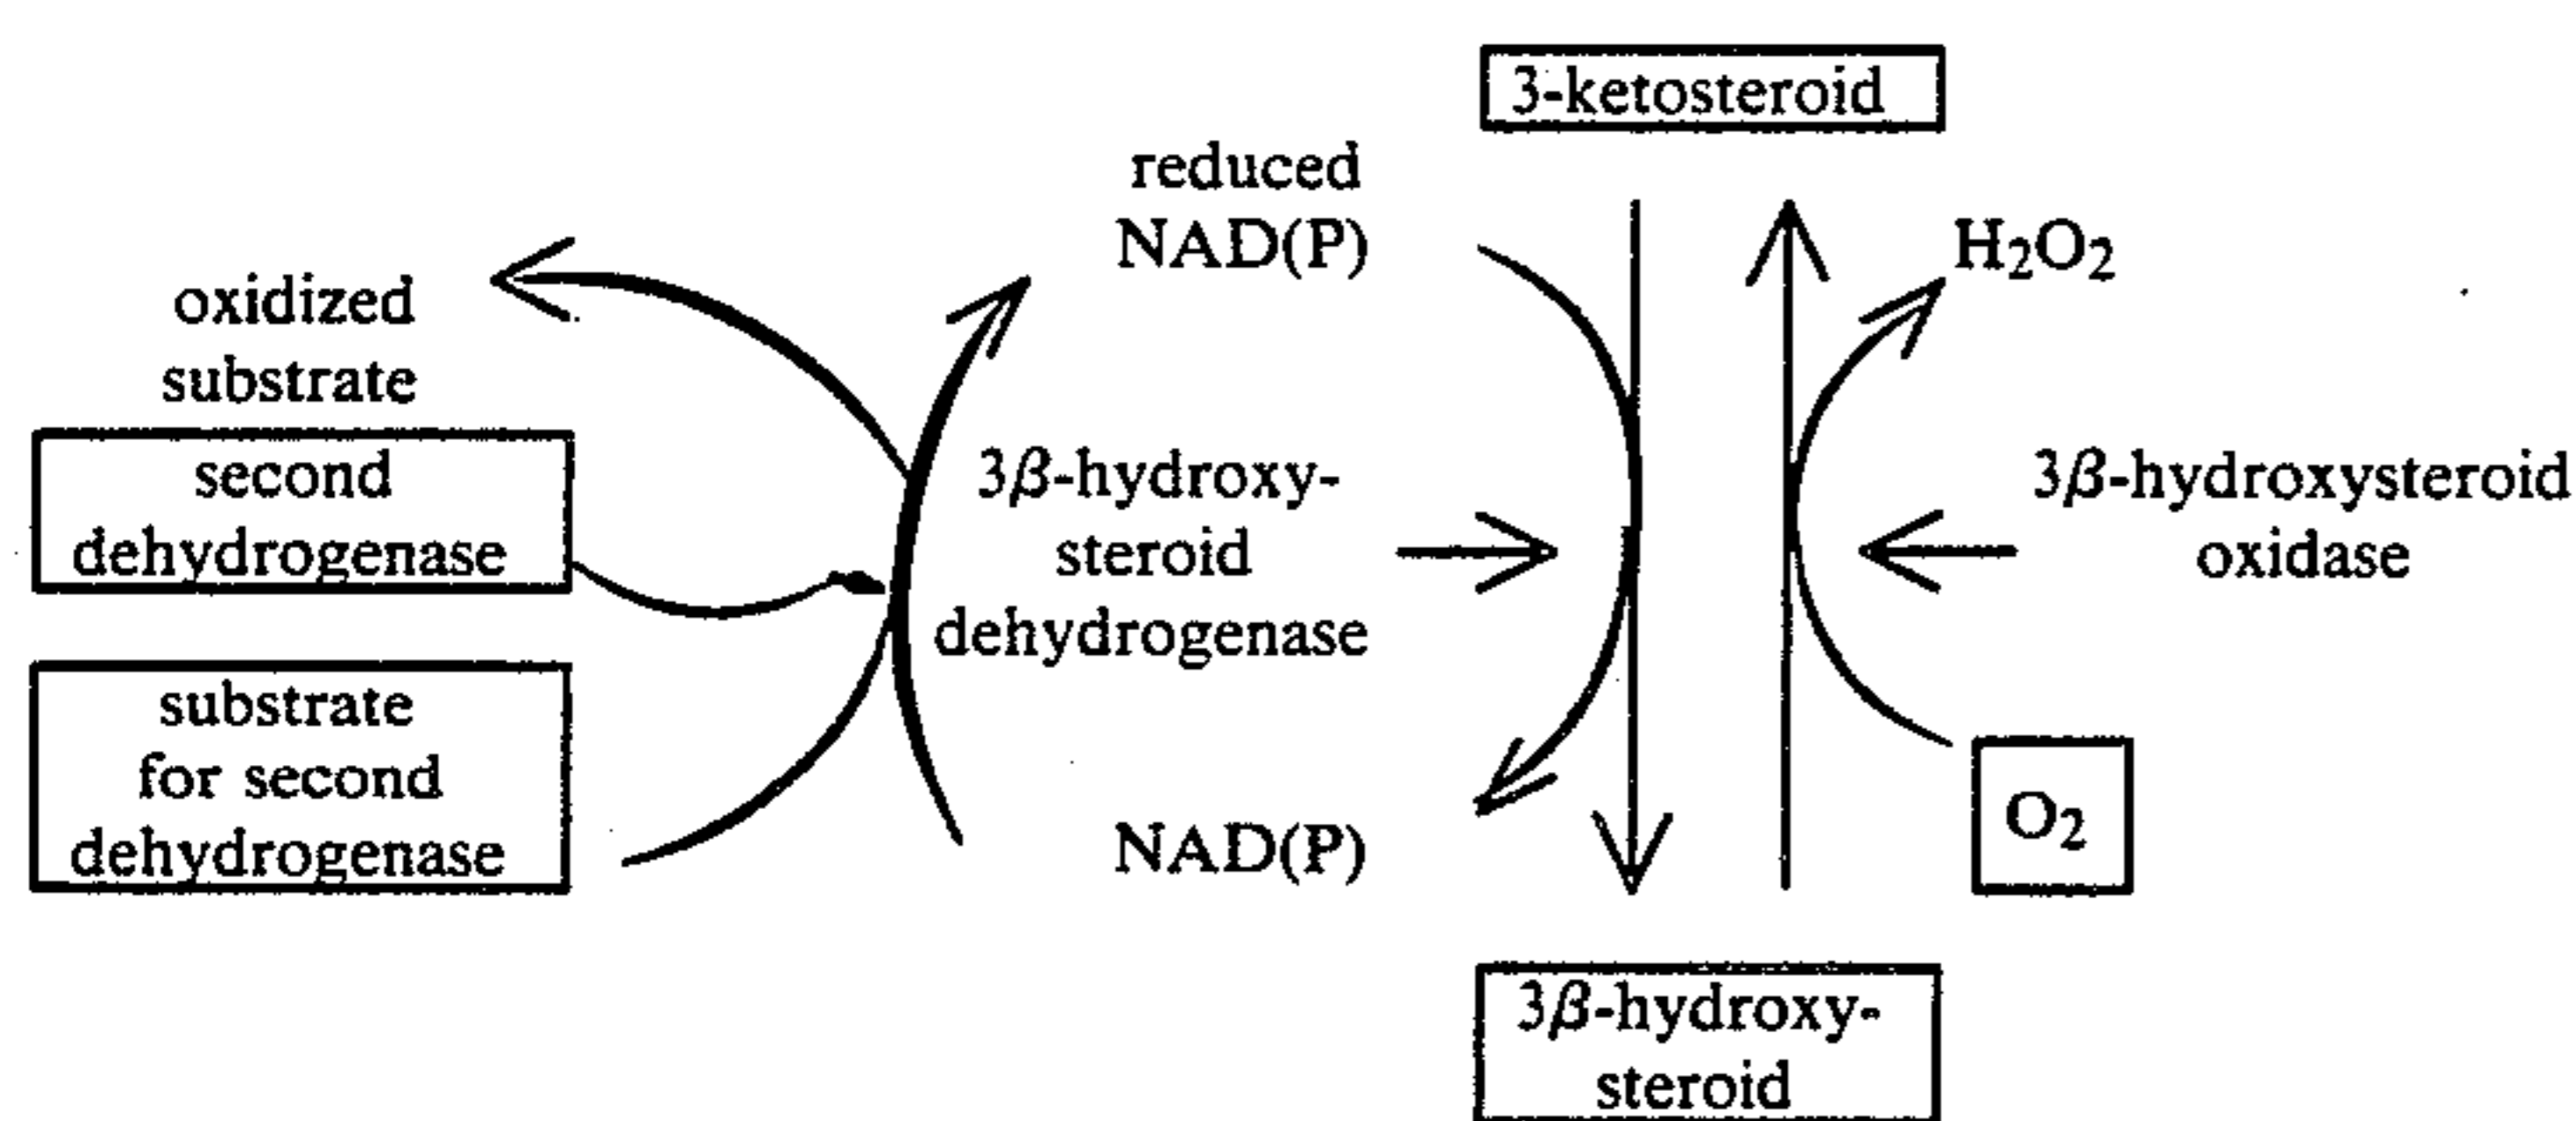 3-ketosteroid
reduced
NAD(P)
H₂O₂
oxidized
substrate
second
dehydrogenase
3β-hydroxy-
steroid
dehydrogenase
3β-hydroxysteroid
oxidase
substrate
for second
dehydrogenase
NAD(P)
O₂
3β-hydroxy-
steroid